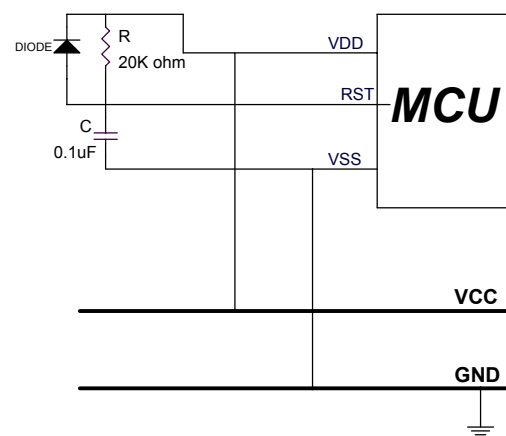 R
DIODE
20K ohm
VDD
RST
MCU
C
0.1uF
VSS
VCC
GND